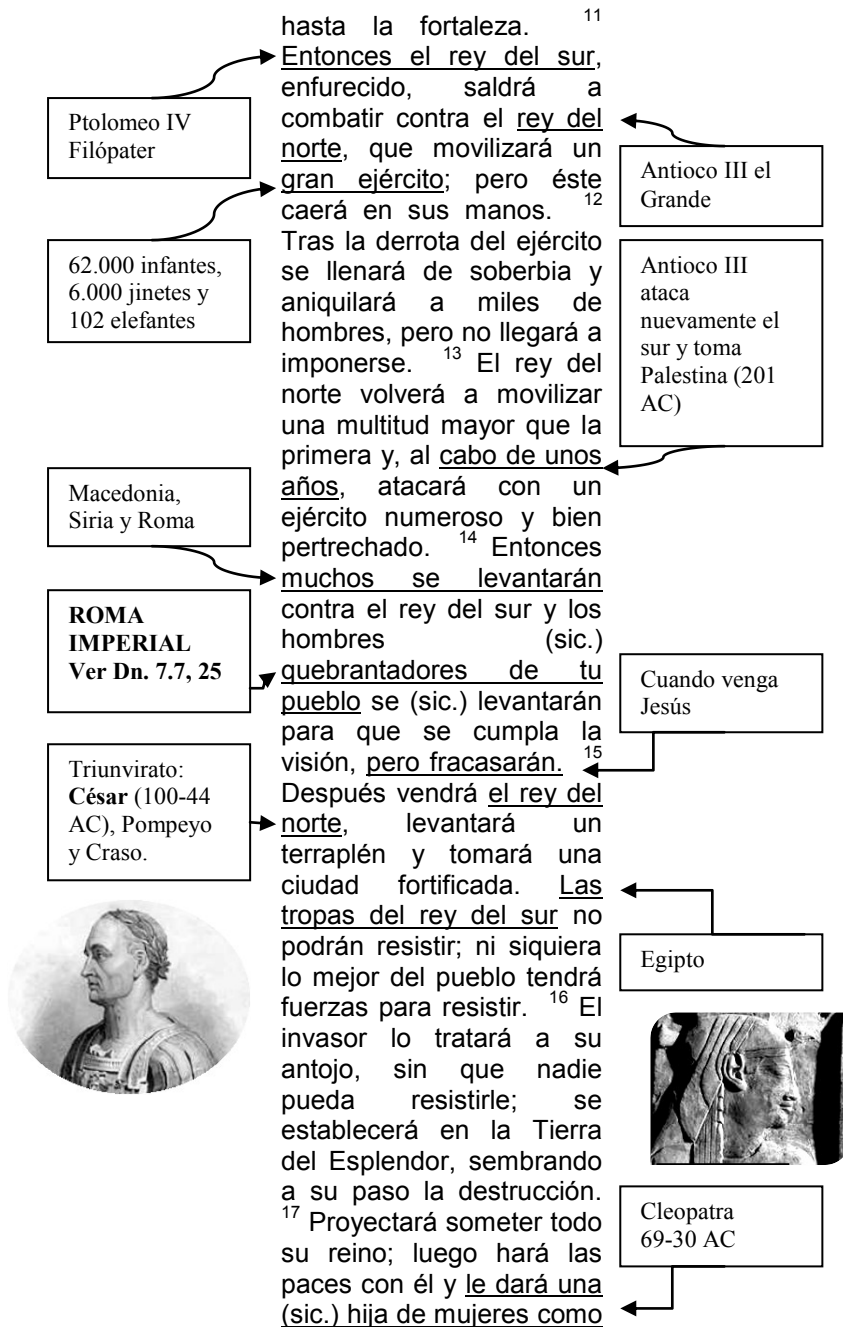 hasta la fortaleza. 11
Entonces el rey del sur,
enfurecido, saldrá a
combatir contra el rey del
norte, que movilizará un
gran ejército; pero éste
caerá en sus manos. 12
Tras la derrota del ejército
se llenará de soberbia y
aniquilará a miles de
hombres, pero no llegará a
imponerse. 13 El rey del
norte volverá a movilizar
una multitud mayor que la
primera y, al cabo de unos
años, atacará con un
ejército numeroso y bien
pertrechado. 14 Entonces
muchos se levantarán
contra el rey del sur y los
hombres (sic.)
quebrantadores de tu
pueblo se (sic.) levantarán
para que se cumpla la
visión, pero fracasarán. 15
Después vendrá el rey del
norte, levantará un
terraplén y tomará una
ciudad fortificada. Las
tropas del rey del sur no
podrán resistir; ni siquiera
lo mejor del pueblo tendrá
fuerzas para resistir. 16 El
invasor lo tratará a su
antojo, sin que nadie
pueda resistirle; se
establecerá en la Tierra
del Esplendor, sembrando
a su paso la destrucción.
17 Proyectará someter todo
su reino; luego hará las
paces con él y le dará una
(sic.) hija de mujeres como
Ptolomeo IV
Filópater
62.000 infantes,
6.000 jinetes y
102 elefantes
Macedonia,
Siria y Roma
ROMA
IMPERIAL
Ver Dn. 7.7, 25
Triunvirato:
César (100-44
AC), Pompeyo
y Craso.
Antioco III el
Grande
Antioco III
ataca
nuevamente el
sur y toma
Palestina (201
AC)
Cuando venga
Jesús
Egipto
Cleopatra
69-30 AC